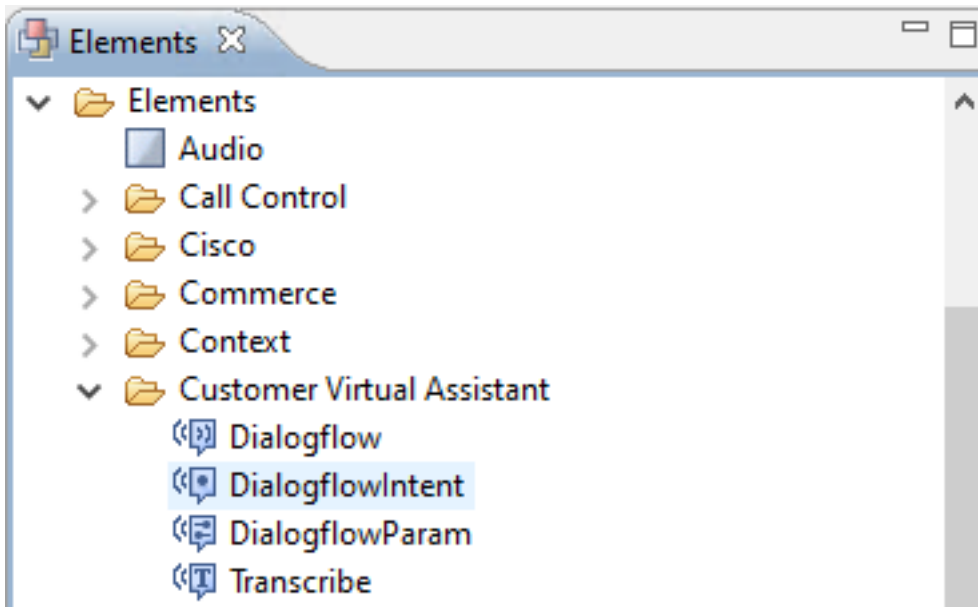 Elements
Elements
Audio
Call Control
Cisco
Commerce
Context
Customer Virtual Assistant
Dialogflow
DialogflowIntent
DialogflowParam
Transcribe